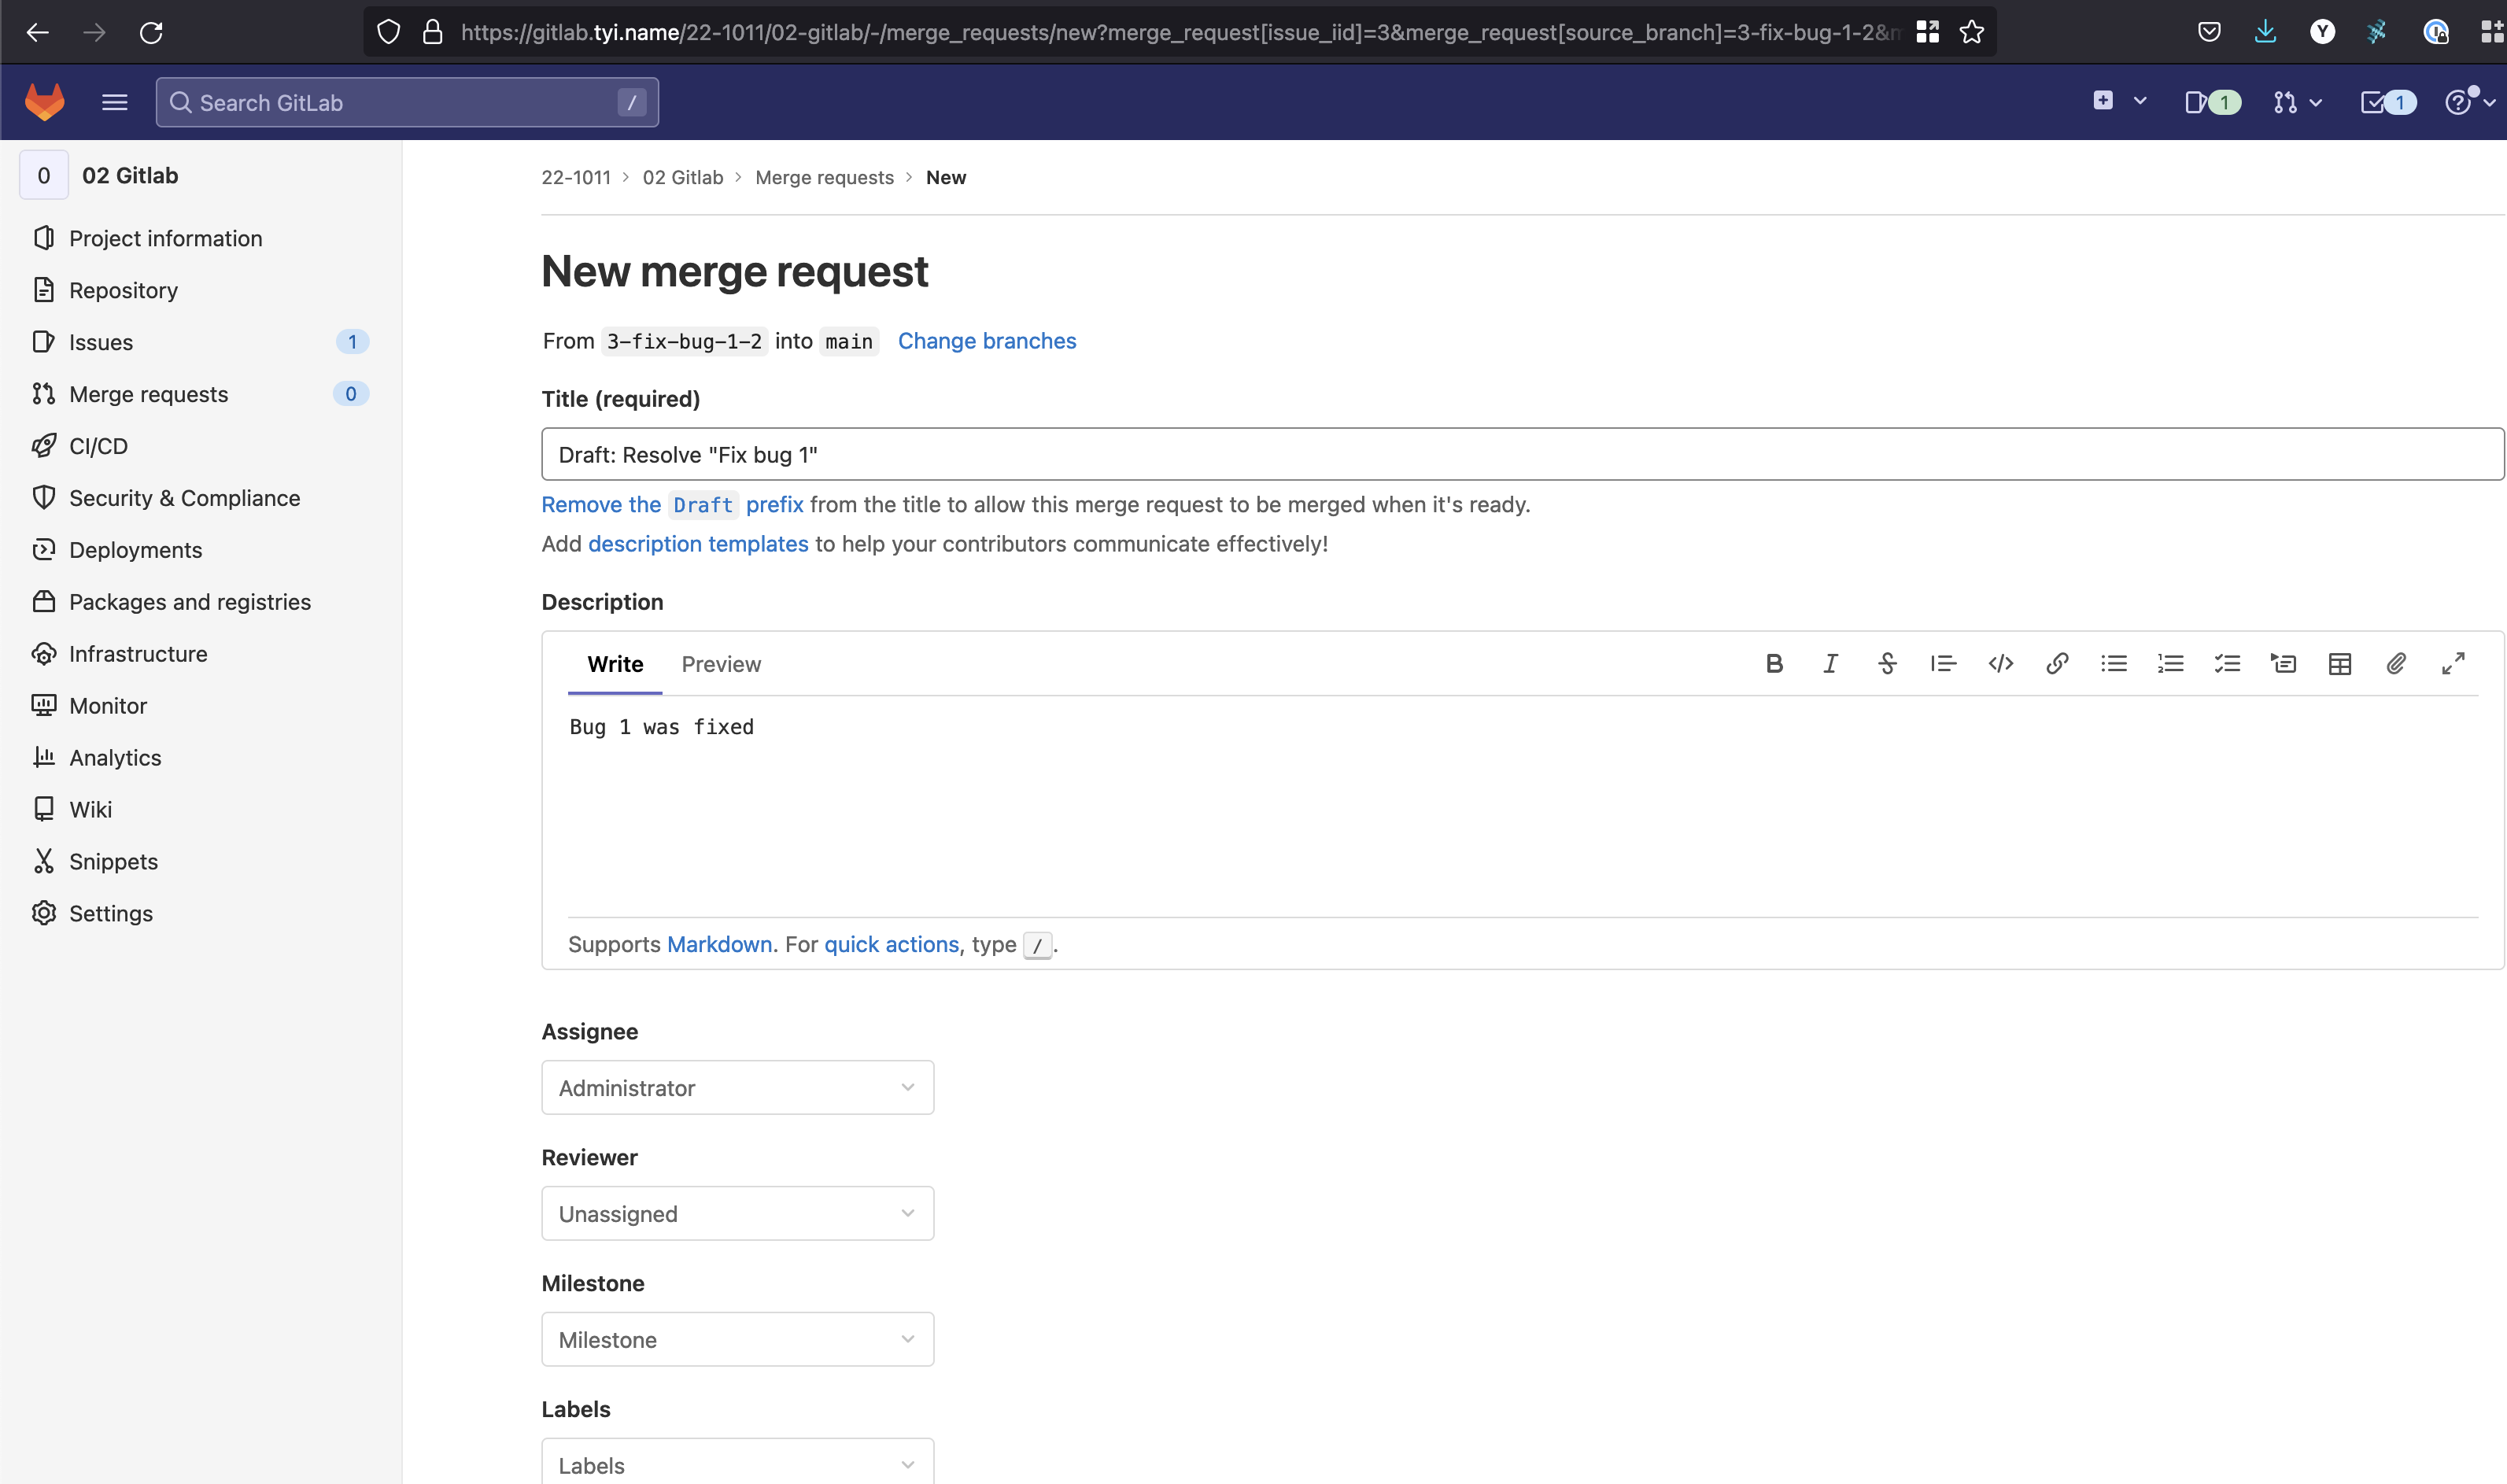 https://gitlab.tyi.name/22-1011/02-gitlab/-/merge_requests/new?merge_request[issue_iid]=3&merge_request[source_branch]=3-fix-bug-1-2&
Y
Search GitLab /
1
1
0 02 Gitlab
Project information
Repository
Issues 1
Merge requests 0
CI/CD
Security & Compliance
Deployments
Packages and registries
Infrastructure
Monitor
Analytics
Wiki
Snippets
Settings
22-1011 > 02 Gitlab > Merge requests > New
New merge request
From 3-fix-bug-1-2 into main Change branches
Title (required)
Draft: Resolve "Fix bug 1"
Remove the Draft prefix from the title to allow this merge request to be merged when it's ready.
Add description templates to help your contributors communicate effectively!
Description
Write Preview
Bug 1 was fixed
Supports Markdown. For quick actions, type /.
Assignee
Administrator
Reviewer
Unassigned
Milestone
Milestone
Labels
Labels